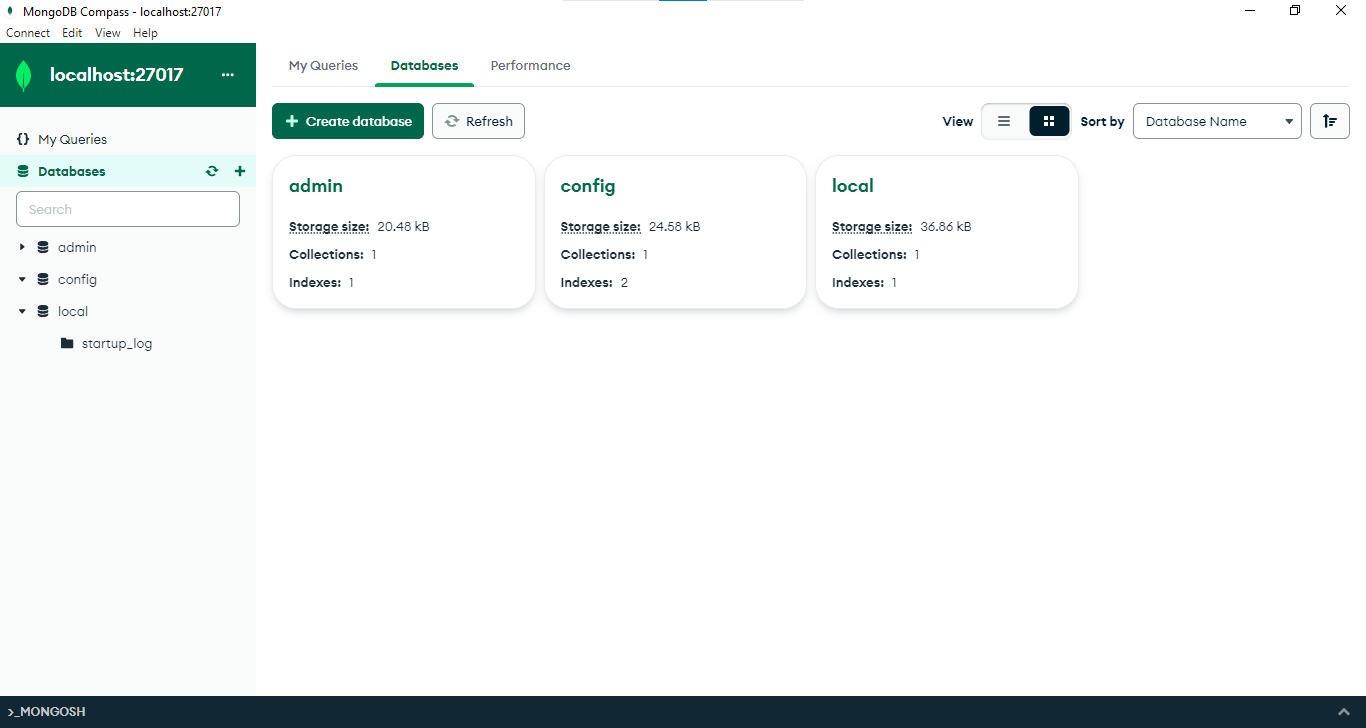 MongoDB Compass - localhost:27017
Connect Edit View Help
localhost:27017
My Queries
Databases
Search
admin
config
local
startup_log
My Queries Databases Performance
Create database Refresh View Sort by Database Name
admin
Storage size: 20.48 kB
Collections: 1
Indexes: 1
config
Storage size: 24.58 kB
Collections: 1
Indexes: 2
local
Storage size: 36.86 kB
Collections: 1
Indexes: 1
>_MONGOSH